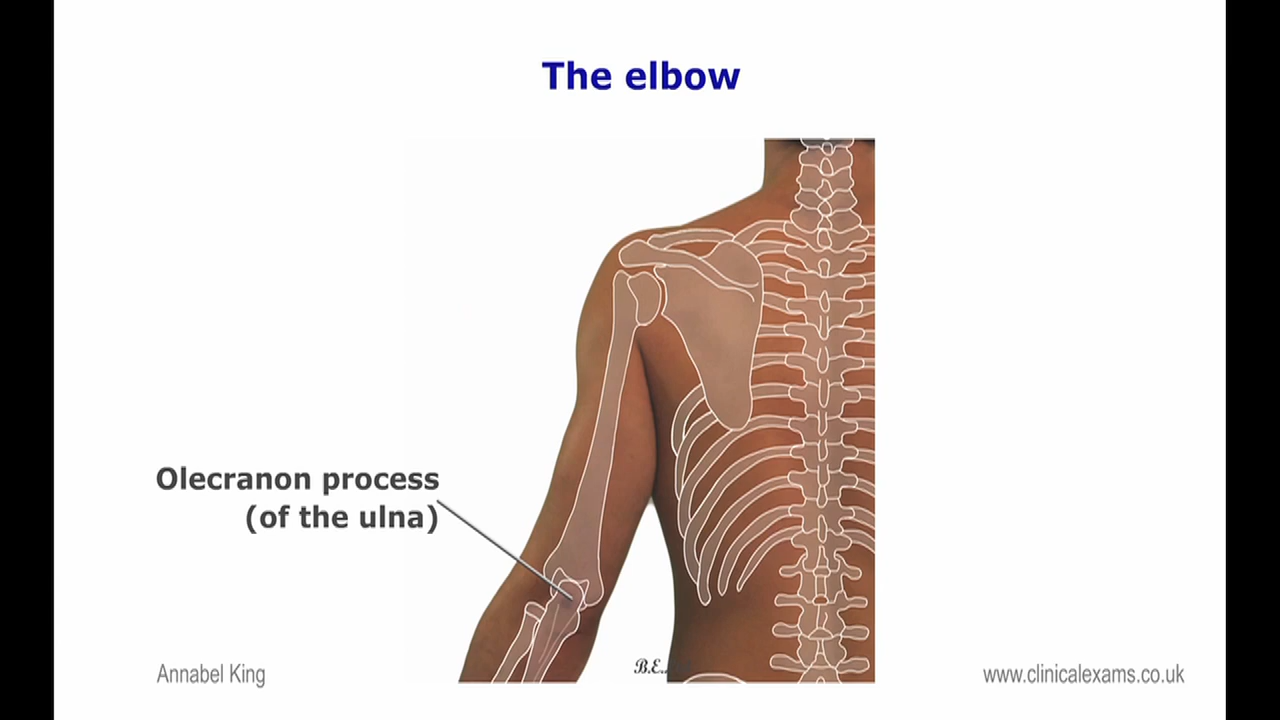 The elbow
Olecranon process
(of the ulna)
B.E.
Annabel King
www.clinicalexams.co.uk